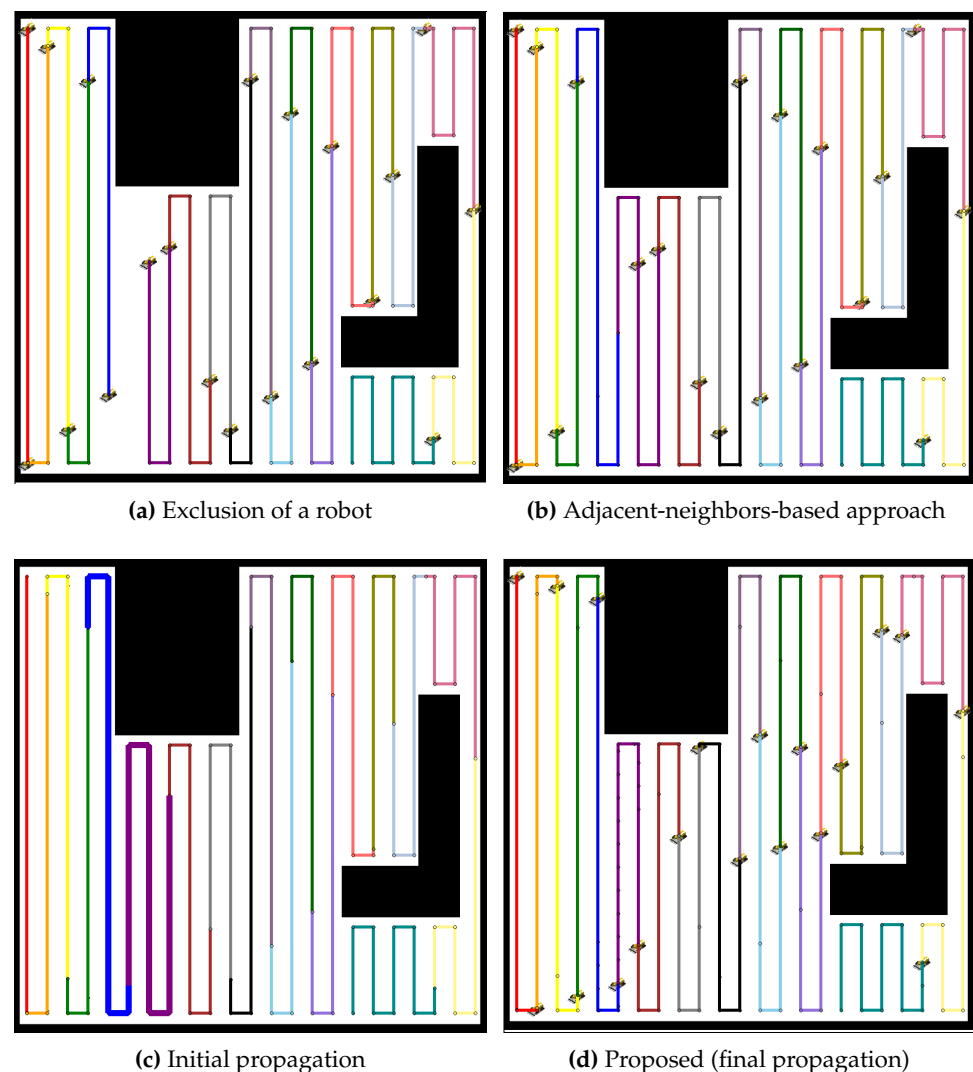 (a) Exclusion of a robot
(b) Adjacent-neighbors-based approach
(c) Initial propagation
(d) Proposed (final propagation)